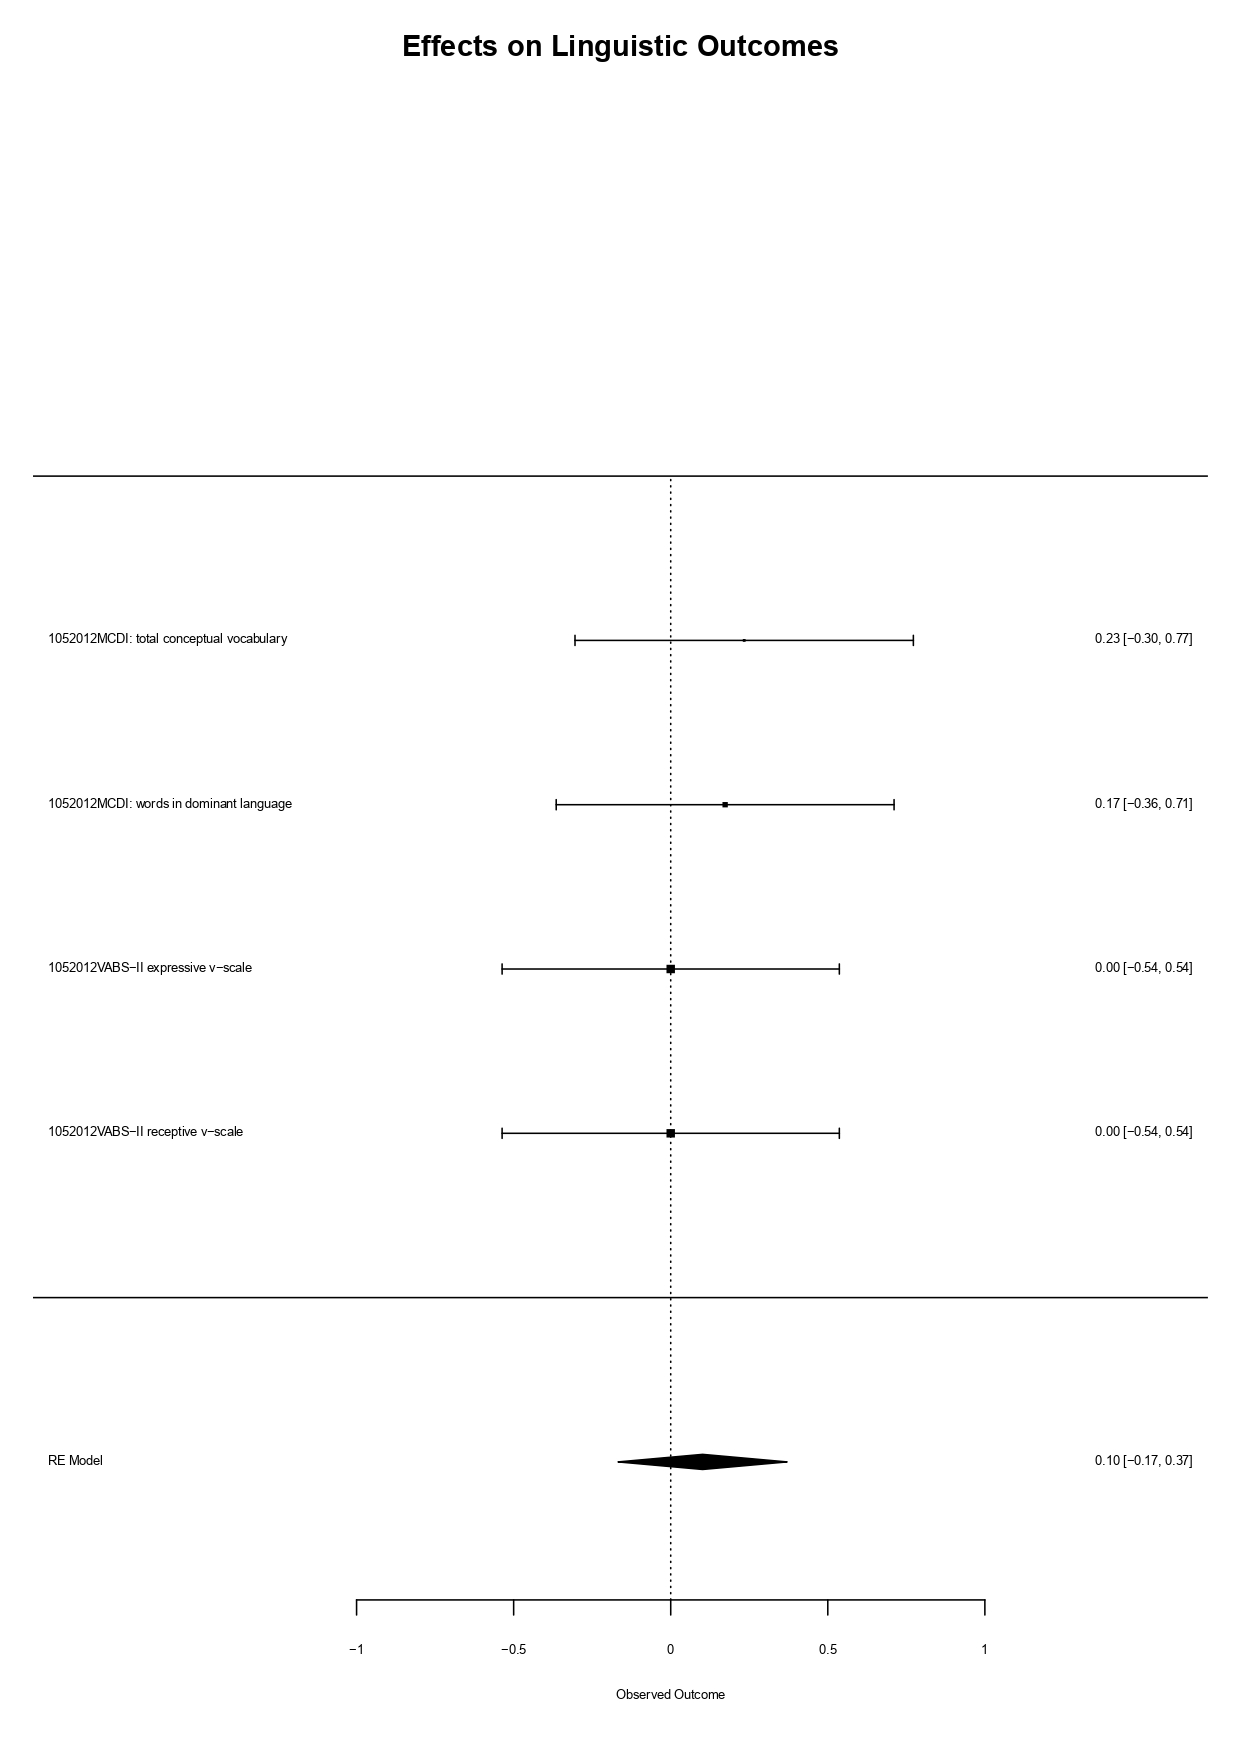 Effects on Linguistic Outcomes
1052012MCDI: total conceptual vocabulary 0.23 [−0.30, 0.77]
1052012MCDI: words in dominant language 0.17 [−0.36, 0.71]
1052012VABS−II expressive v−scale 0.00 [−0.54, 0.54]
1052012VABS−II receptive v−scale 0.00 [−0.54, 0.54]
RE Model 0.10 [−0.17, 0.37]
−1 −0.5 0 0.5 1
Observed Outcome